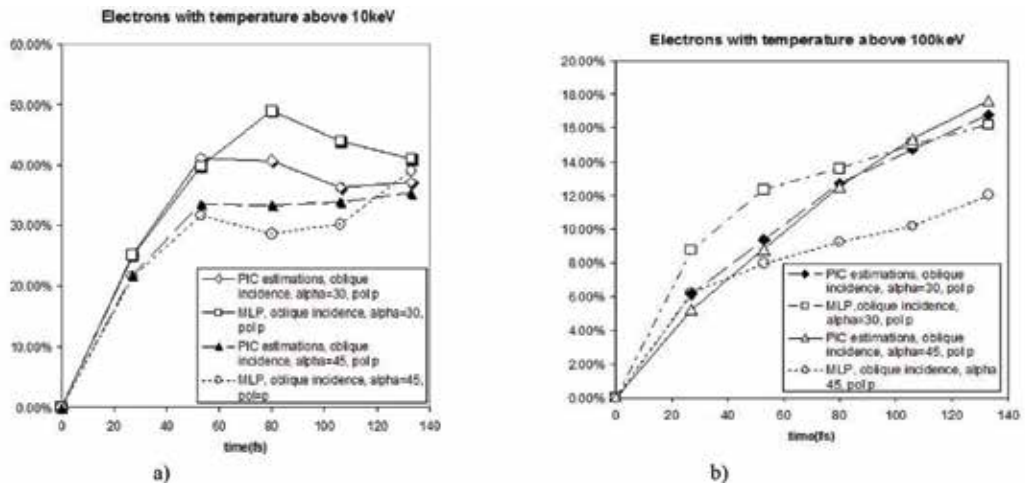 Electrons with temperature above 10keV
60.00%
50.00%
40.00%
30.00%
20.00%
10.00%
0.00%
0 20 40 60 80 100 120 140
time(fs)
PIC estimations, oblique
incidence, alpha=30, pol p
MLP, oblique incidence, alpha=30,
pol p
PIC estimations, oblique
incidence, alpha=45, pol p
MLP, oblique incidence, alpha=45,
pol=p
a)
Electrons with temperature above 100keV
20.00%
18.00%
16.00%
14.00%
12.00%
10.00%
8.00%
6.00%
4.00%
2.00%
0.00%
0 20 40 60 80 100 120 140
time(fs)
PIC estimations, oblique
incidence, alpha=30, pol p
MLP,oblique incidence,
alpha=30, pol p
PIC estimations, oblique
incidence, alpha=45, pol p
MLP, oblique incidence, alpha
45, pol p
b)